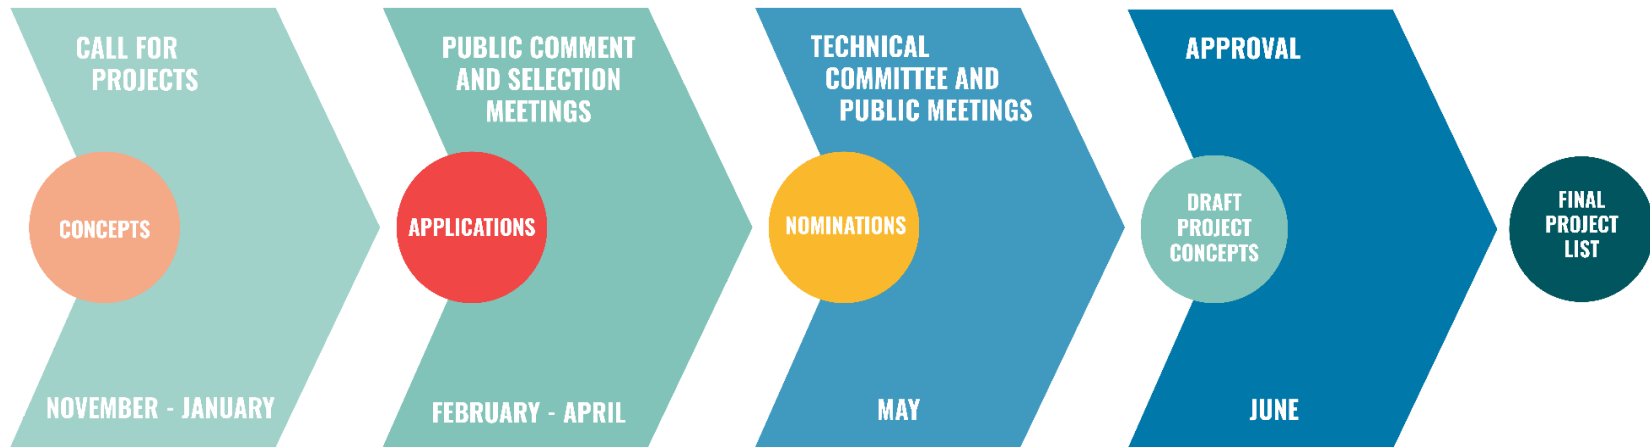 CALL FOR
PROJECTS
CONCEPTS
NOVEMBER - JANUARY
PUBLIC COMMENT
AND SELECTION
MEETINGS
APPLICATIONS
FEBRUARY - APRIL
TECHNICAL
COMMITTEE AND
PUBLIC MEETINGS
NOMINATIONS
MAY
APPROVAL
DRAFT
PROJECT
CONCEPTS
JUNE
FINAL
PROJECT
LIST